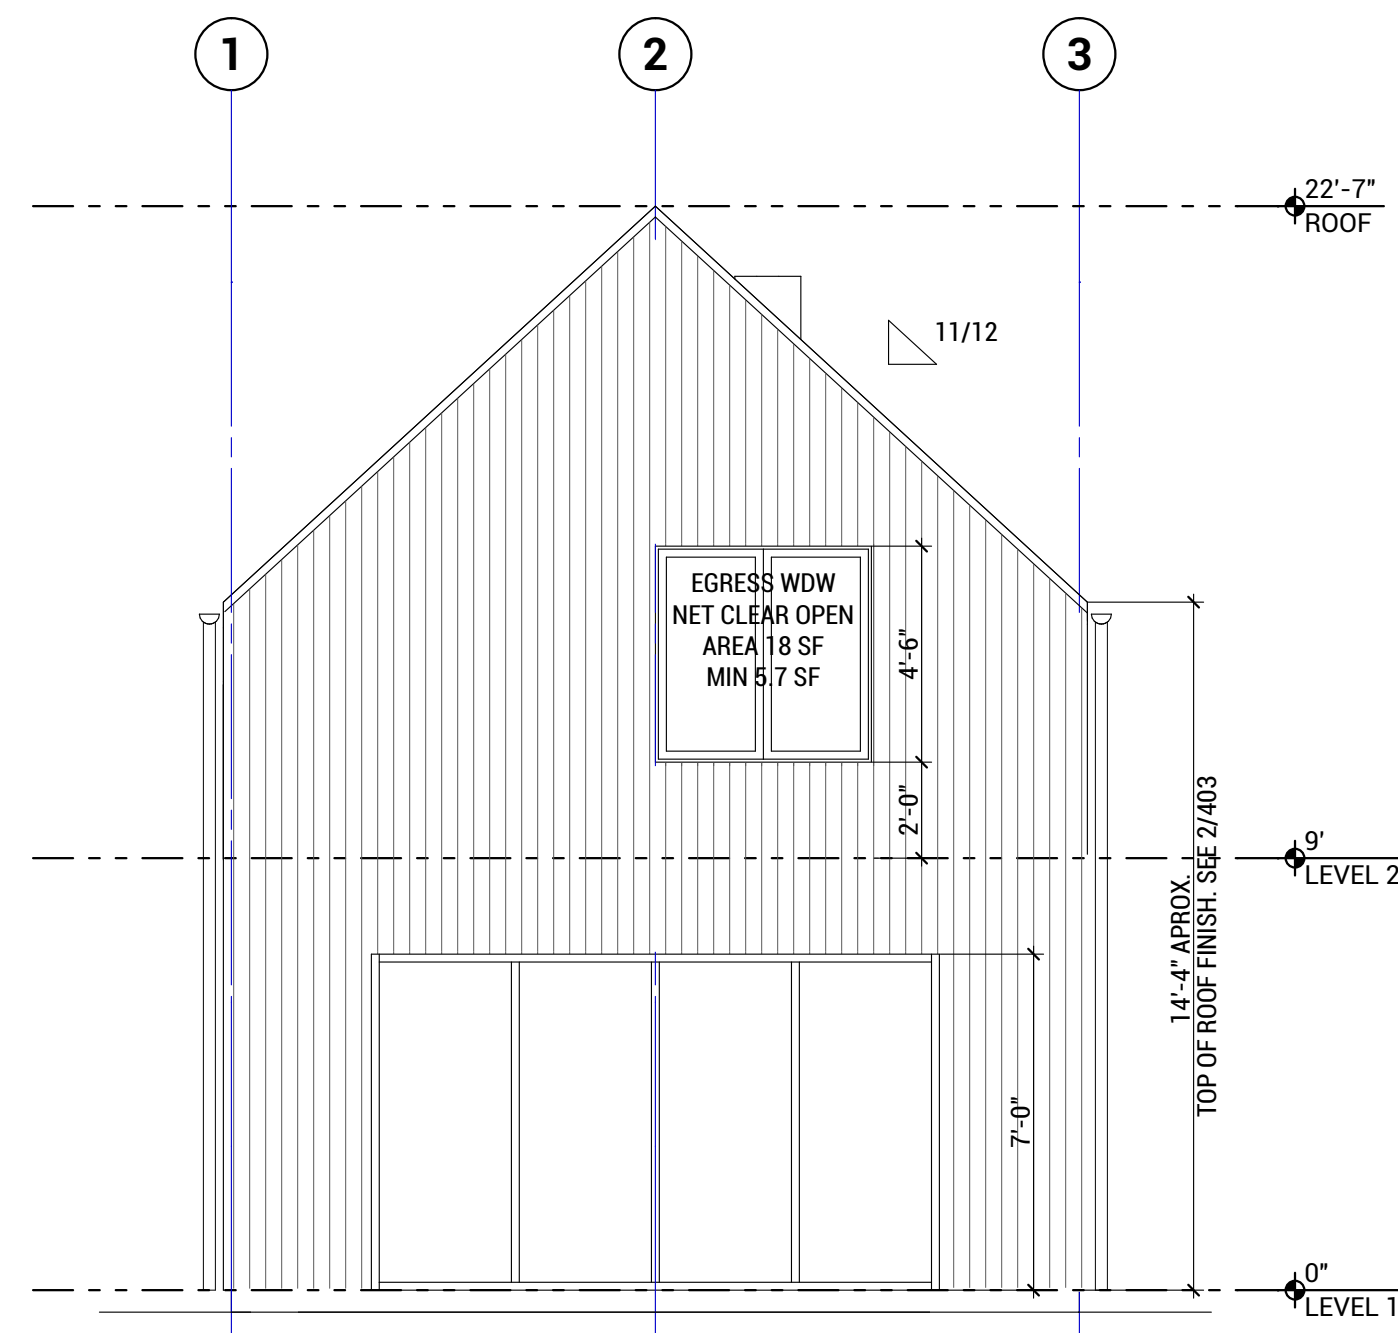 1
2
3
22'-7"
ROOF
11/12
EGRESS WDW
NET CLEAR OPEN
AREA 18 SF
MIN 5.7 SF
4'-6"
2'-0"
9'
LEVEL 2
14'-4" APROX.
TOP OF ROOF FINISH. SEE 2/403
7'-0"
0"
LEVEL 1